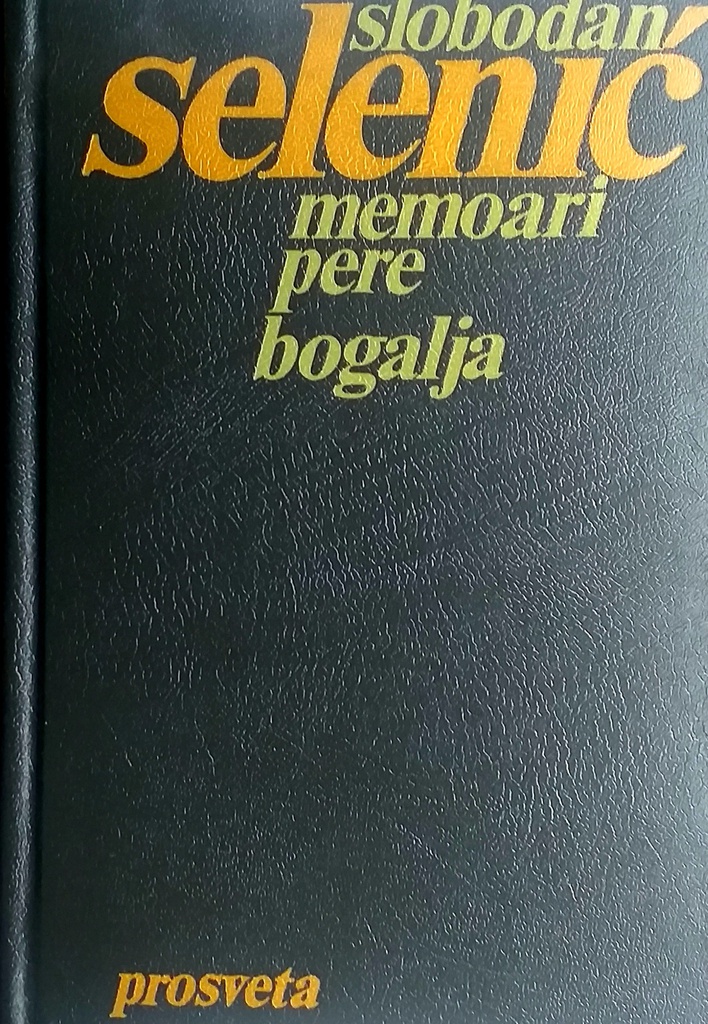 slobodan
selenić
memoari
pere
bogalja
prosveta